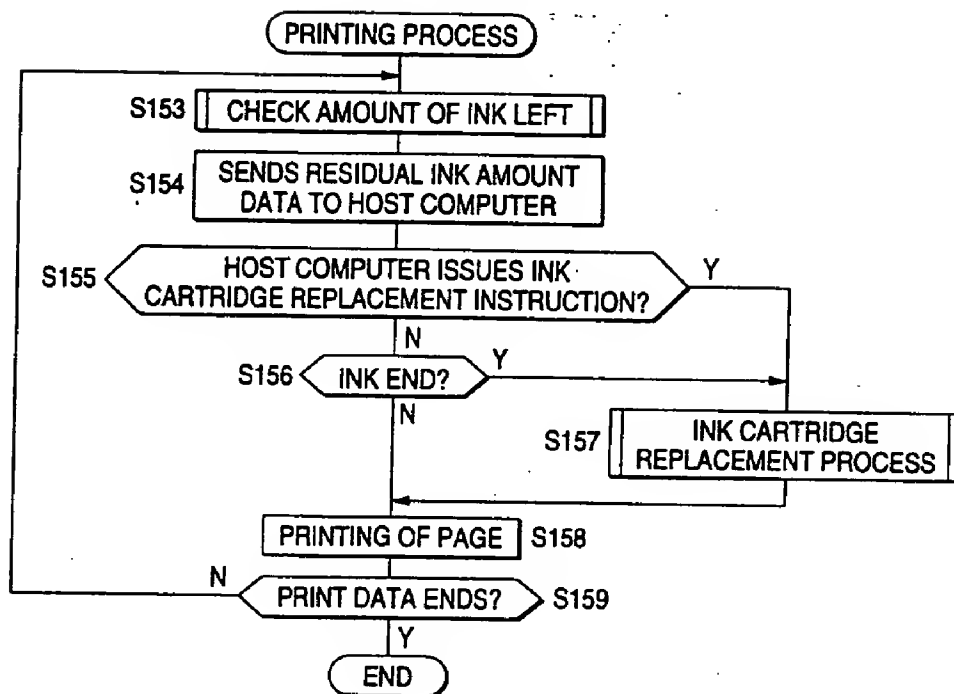 PRINTING PROCESS
S153
CHECK AMOUNT OF INK LEFT
S154
SENDS RESIDUAL INK AMOUNT
DATA TO HOST COMPUTER
S155
HOST COMPUTER ISSUES INK
CARTRIDGE REPLACEMENT INSTRUCTION?
Y
N
S156
INK END?
Y
N
S157
INK CARTRIDGE
REPLACEMENT PROCESS
PRINTING OF PAGE
S158
N
PRINT DATA ENDS?
S159
Y
END